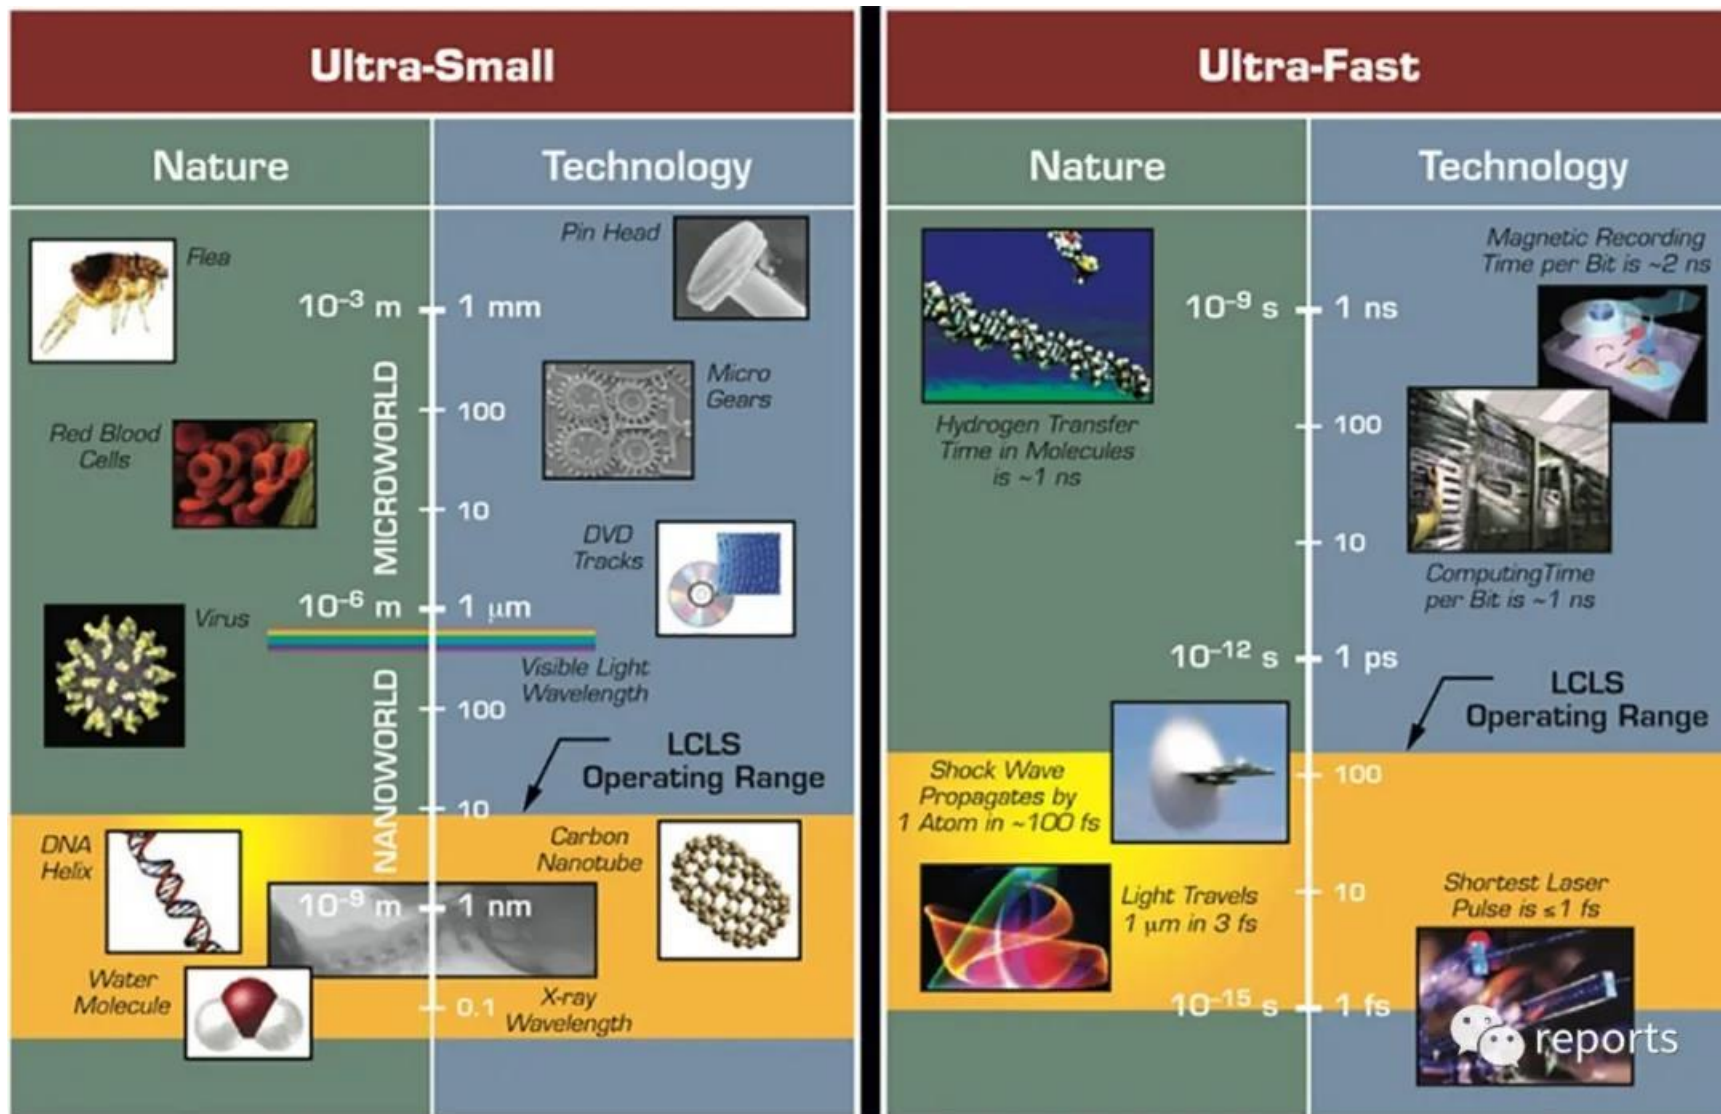 Ultra-Small
Nature
Technology
Flea
Pin Head
10⁻³ m
1 mm
Micro
Gears
100
Red Blood
Cells
MICROWORLD
10
DVD
Tracks
10⁻⁶ m
1 μm
Virus
Visible Light
Wavelength
NANOWORLD
100
LCLS
Operating Range
10
DNA
Helix
Carbon
Nanotube
10⁻⁹ m
1 nm
Water
Molecule
0.1
X-ray
Wavelength
Ultra-Fast
Nature
Technology
Magnetic Recording
Time per Bit is ~2 ns
10⁻⁹ s
1 ns
Hydrogen Transfer
Time in Molecules
is ~1 ns
100
10
ComputingTime
per Bit is ~1 ns
10⁻¹² s
1 ps
LCLS
Operating Range
Shock Wave
Propagates by
1 Atom in ~100 fs
100
Light Travels
1 μm in 3 fs
10
Shortest Laser
Pulse is ≤1 fs
10⁻¹⁵ s
1 fs
reports